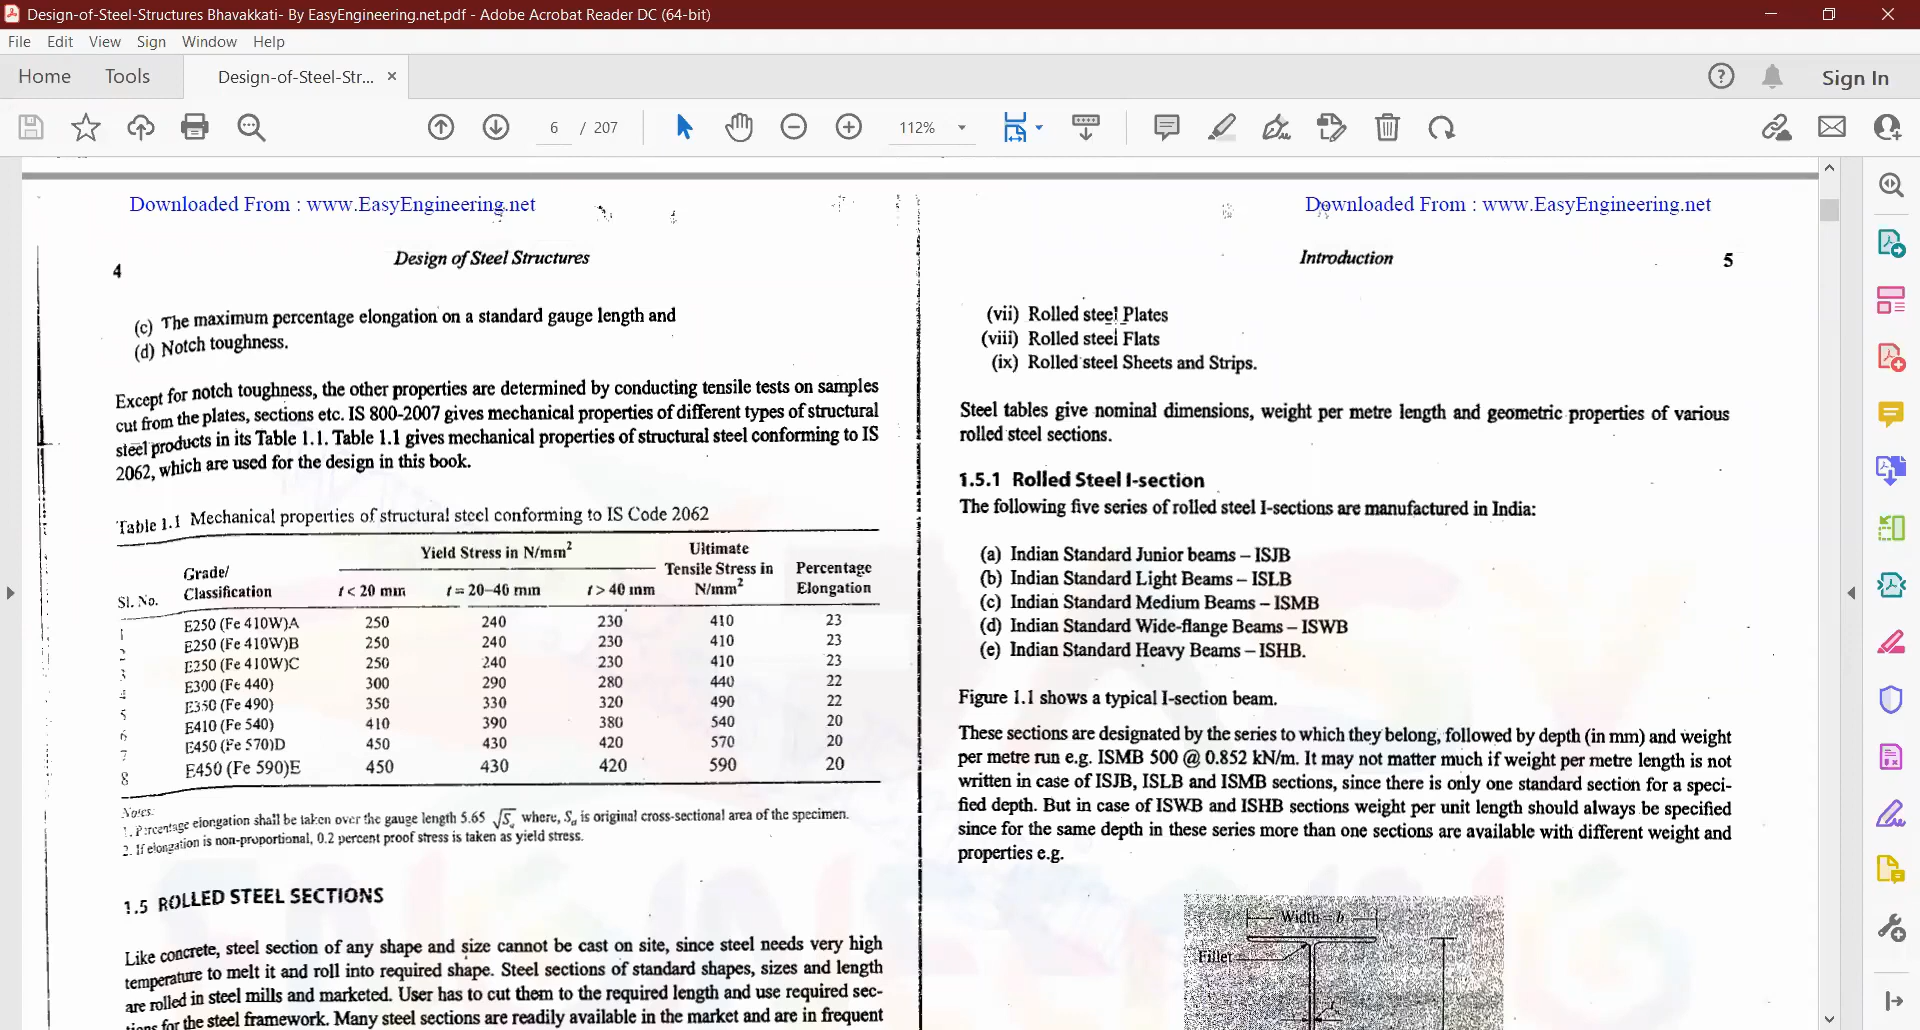 Design-of-Steel-Structures Bhavakkati- By EasyEngineering.net.pdf - Adobe Acrobat Reader DC (64-bit)
File Edit View Sign Window Help
Home Tools Design-of-Steel-Str... × Sign In
6 / 207 112%
Downloaded From : www.EasyEngineering.net
4 Design of Steel Structures
(c) The maximum percentage elongation on a standard gauge length and
(d) Notch toughness.
Except for notch toughness, the other properties are determined by conducting tensile tests on samples
cut from the plates, sections etc. IS 800-2007 gives mechanical properties of different types of structural
steel products in its Table 1.1. Table 1.1 gives mechanical properties of structural steel conforming to IS
2062, which are used for the design in this book.
Table 1.1 Mechanical properties of structural steel conforming to IS Code 2062
Sl. No. Grade/ Classification Yield Stress in N/mm² Ultimate Tensile Stress in N/mm² Percentage Elongation
t < 20 mm t = 20–40 mm t > 40 mm
1 E250 (Fe 410W)A 250 240 230 410 23
2 E250 (Fe 410W)B 250 240 230 410 23
3 E250 (Fe 410W)C 250 240 230 410 23
4 E300 (Fe 440) 300 290 280 440 22
5 E350 (Fe 490) 350 330 320 490 22
6 E410 (Fe 540) 410 390 380 540 20
7 E450 (Fe 570)D 450 430 420 570 20
8 E450 (Fe 590)E 450 430 420 590 20
Notes:
1. Percentage elongation shall be taken over the gauge length 5.65 √Sₐ where, Sₐ is original cross-sectional area of the specimen.
2. If elongation is non-proportional, 0.2 percent proof stress is taken as yield stress.
1.5 ROLLED STEEL SECTIONS
Like concrete, steel section of any shape and size cannot be cast on site, since steel needs very high
temperature to melt it and roll into required shape. Steel sections of standard shapes, sizes and length
are rolled in steel mills and marketed. User has to cut them to the required length and use required sec-
tions for the steel framework. Many steel sections are readily available in the market and are in frequent
Downloaded From : www.EasyEngineering.net
Introduction 5
(vii) Rolled steel Plates
(viii) Rolled steel Flats
(ix) Rolled steel Sheets and Strips.
Steel tables give nominal dimensions, weight per metre length and geometric properties of various
rolled steel sections.
1.5.1 Rolled Steel I-section
The following five series of rolled steel I-sections are manufactured in India:
(a) Indian Standard Junior beams – ISJB
(b) Indian Standard Light Beams – ISLB
(c) Indian Standard Medium Beams – ISMB
(d) Indian Standard Wide-flange Beams – ISWB
(e) Indian Standard Heavy Beams – ISHB.
Figure 1.1 shows a typical I-section beam.
These sections are designated by the series to which they belong, followed by depth (in mm) and weight
per metre run e.g. ISMB 500 @ 0.852 kN/m. It may not matter much if weight per metre length is not
written in case of ISJB, ISLB and ISMB sections, since there is only one standard section for a speci-
fied depth. But in case of ISWB and ISHB sections weight per unit length should always be specified
since for the same depth in these series more than one sections are available with different weight and
properties e.g.
Width = b
Fillet
t